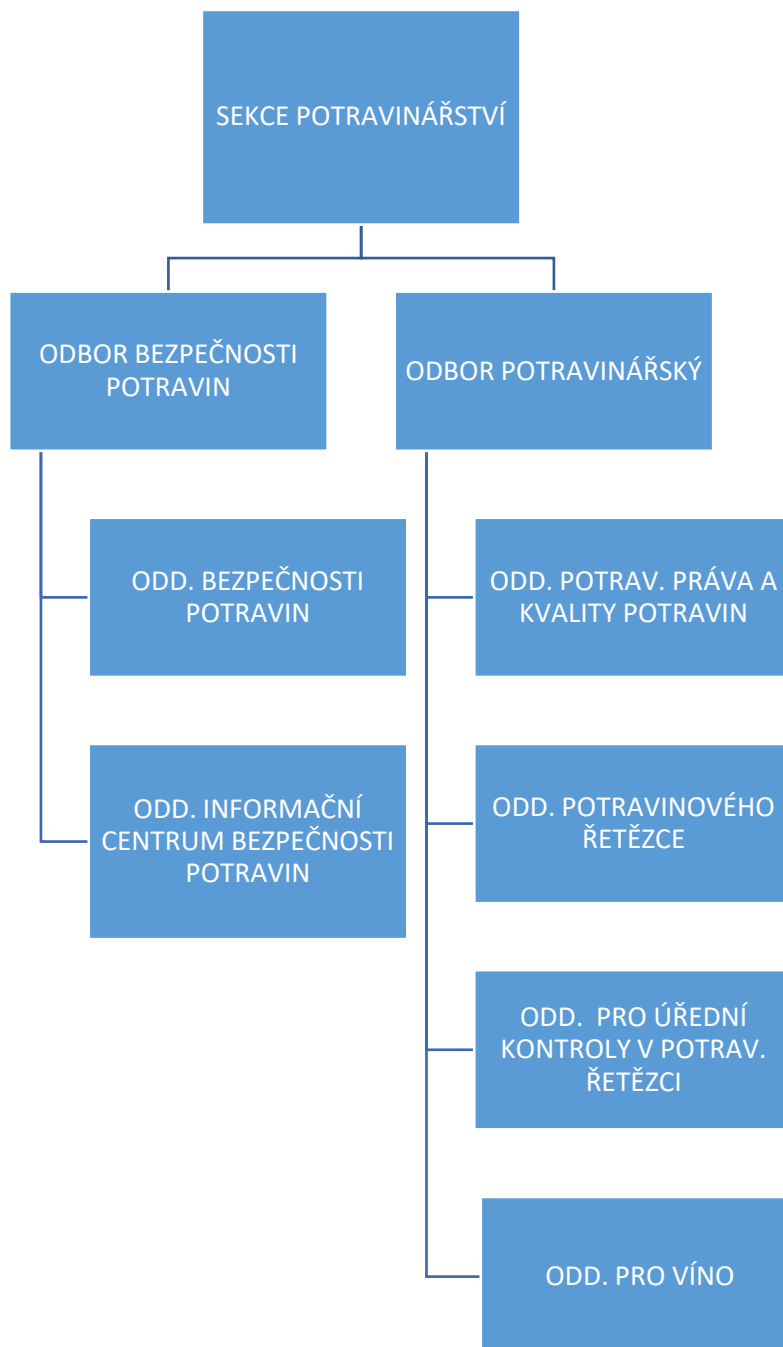 SEKCE POTRAVINÁŘSTVÍ
ODBOR BEZPEČNOSTI
POTRAVIN
ODBOR POTRAVINÁŘSKÝ
ODD. BEZPEČNOSTI
POTRAVIN
ODD. POTRAV. PRÁVA A
KVALITY POTRAVIN
ODD. INFORMAČNÍ
CENTRUM BEZPEČNOSTI
POTRAVIN
ODD. POTRAVINOVÉHO
ŘETĚZCE
ODD.  PRO ÚŘEDNÍ
KONTROLY V POTRAV.
ŘETĚZCI
ODD. PRO VÍNO